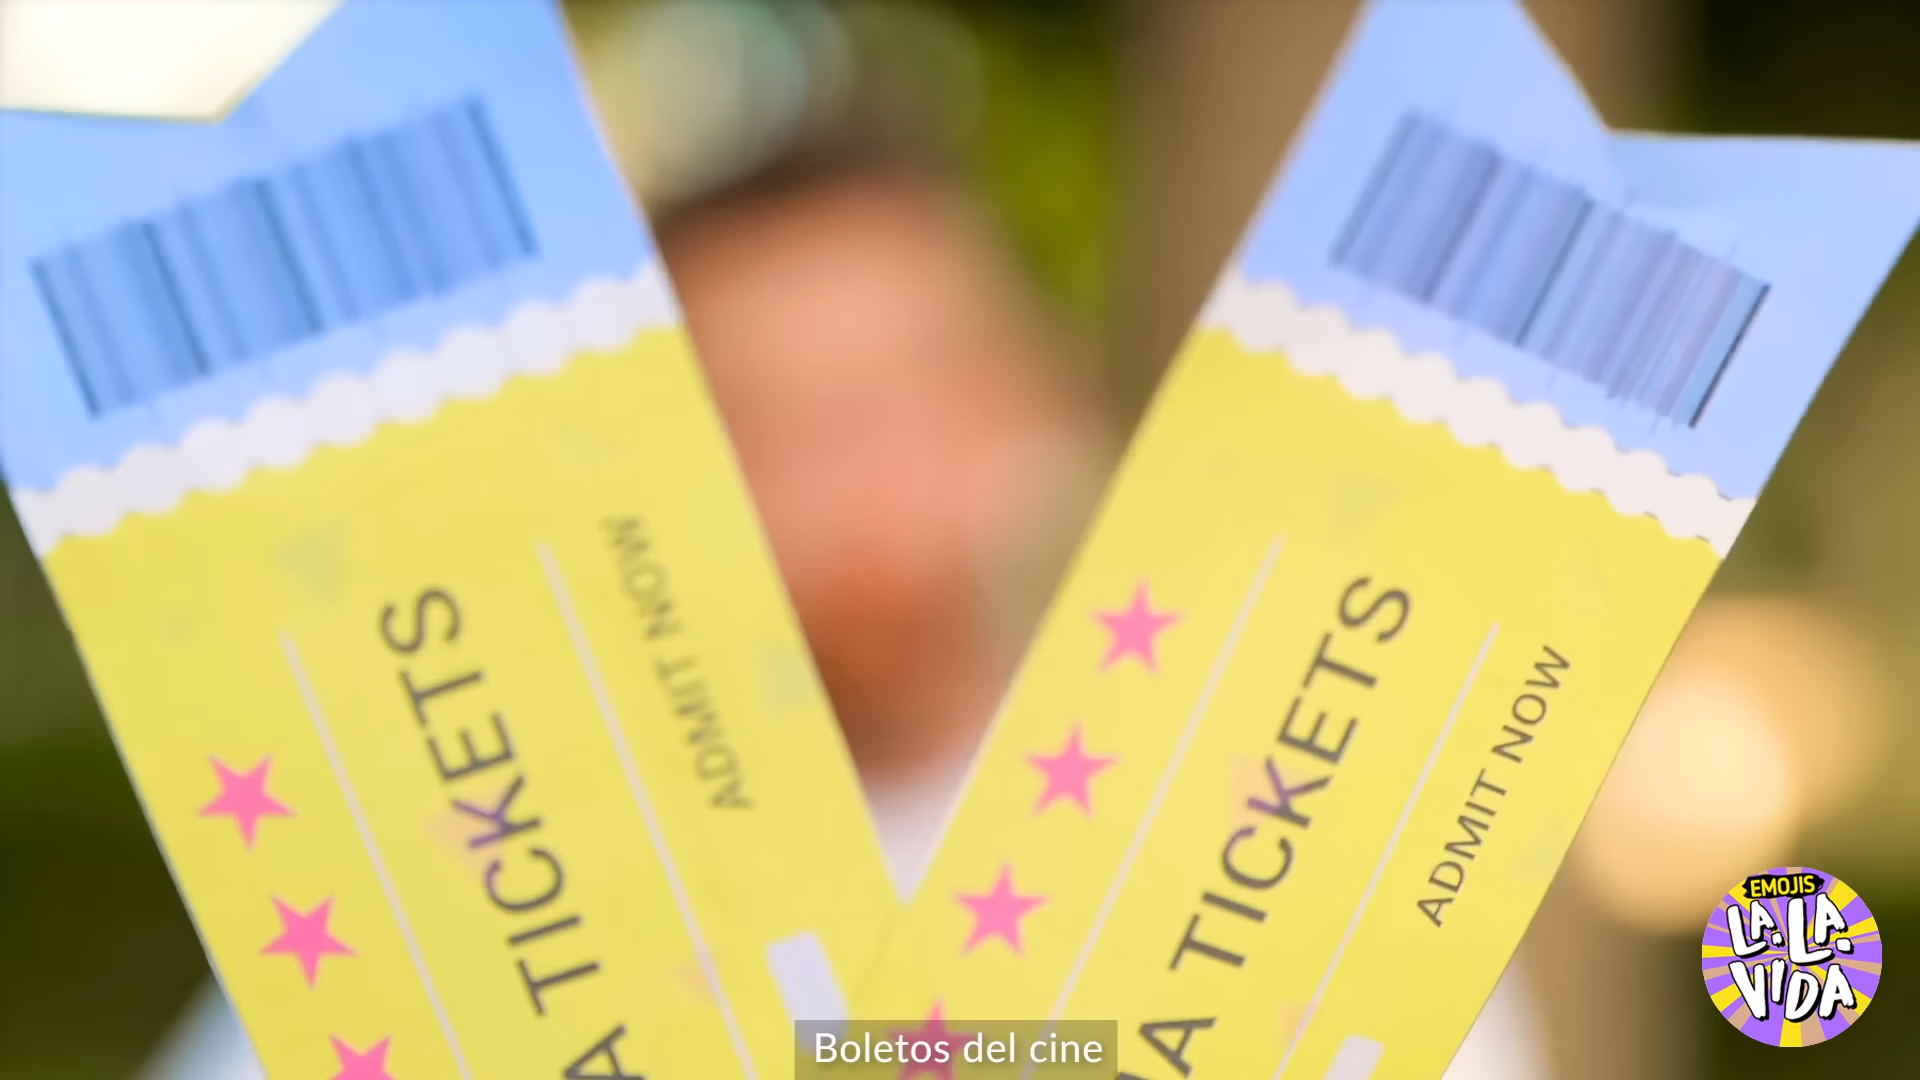 TICKETS
ADMIT NOW
A TICKETS
ADMIT NOW
EMOJIS
LA.LA.
VIDA
Boletos del cine